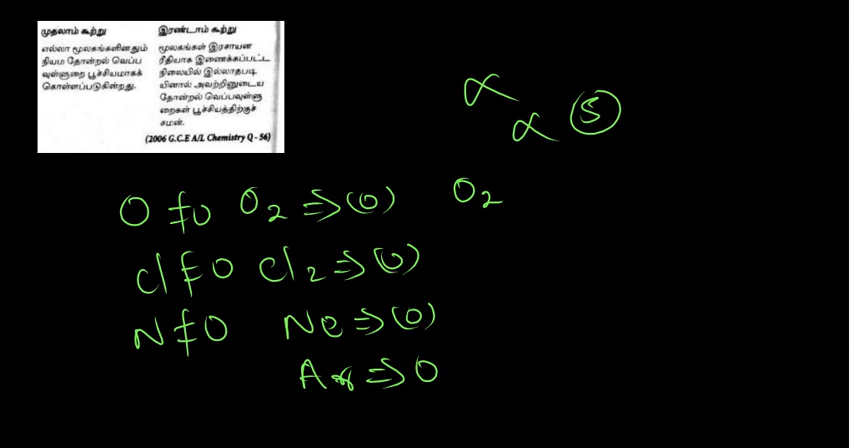 முதலாம் கூற்று
எல்லா மூலகங்களினதும்
நியம தோன்றல் வெப்ப
வுள்ளுறை பூச்சியமாகக்
கொள்ளப்படுகின்றது.
இரண்டாம் கூற்று
மூலகங்கள் இரசாயன
ரீதியாக இணைக்கப்பட்ட
நிலையில் இல்லாதபடி
யினால் அவற்றினுடைய
தோன்றல் வெப்பவுள்ளு
றைகள் பூச்சியத்திற்குச்
சமன்.
(2006 G.C.E A/L Chemistry Q - 56)
∝
∝ (5)
O ≠ 0 O₂ ⇒ (0) O₂
Cl ≠ 0 Cl₂ ⇒ (0)
N ≠ 0 Ne ⇒ (0)
Ar ⇒ 0